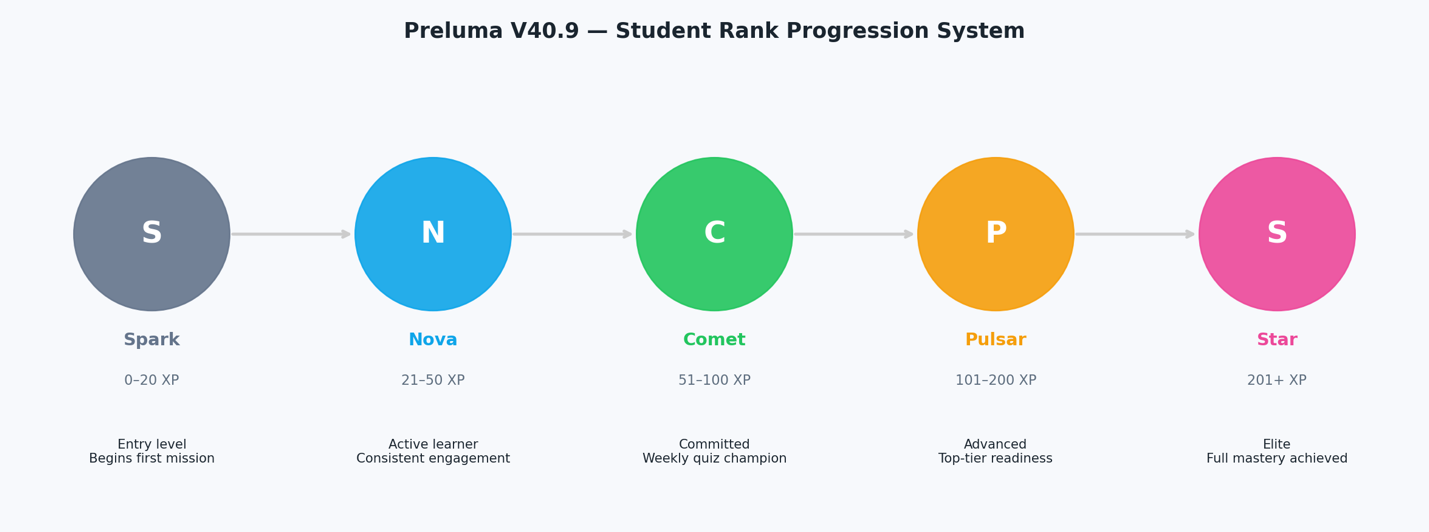 Preluma V40.9 — Student Rank Progression System
S
N
C
P
S
Spark
Nova
Comet
Pulsar
Star
0–20 XP
21–50 XP
51–100 XP
101–200 XP
201+ XP
Entry level
Begins first mission
Active learner
Consistent engagement
Committed
Weekly quiz champion
Advanced
Top-tier readiness
Elite
Full mastery achieved